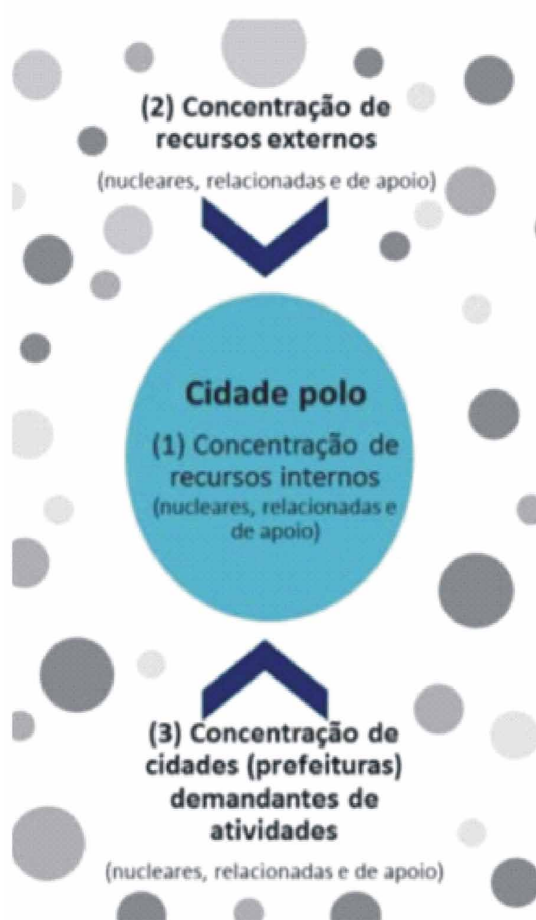 (2) Concentração de
recursos externos
(nucleares, relacionadas e de apoio)
Cidade polo
(1) Concentração de
recursos internos
(nucleares, relacionadas e
de apoio)
(3) Concentração de
cidades (prefeituras)
demandantes de
atividades
(nucleares, relacionadas e de apoio)